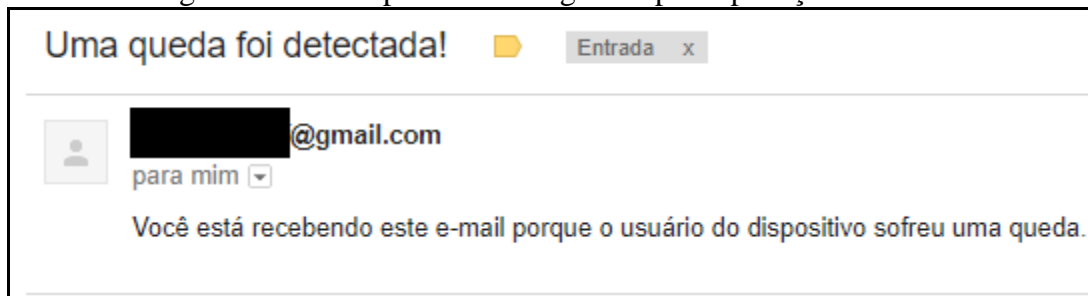 Uma queda foi detectada! Entrada x
@gmail.com
para mim
Você está recebendo este e-mail porque o usuário do dispositivo sofreu uma queda.